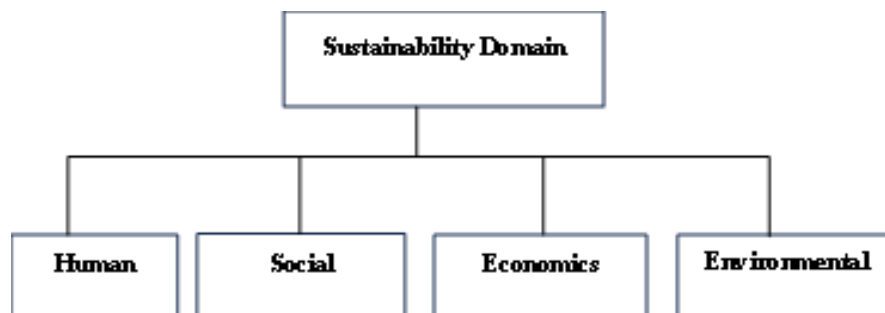 Sustainability Domain
Human
Social
Economics
Environmental